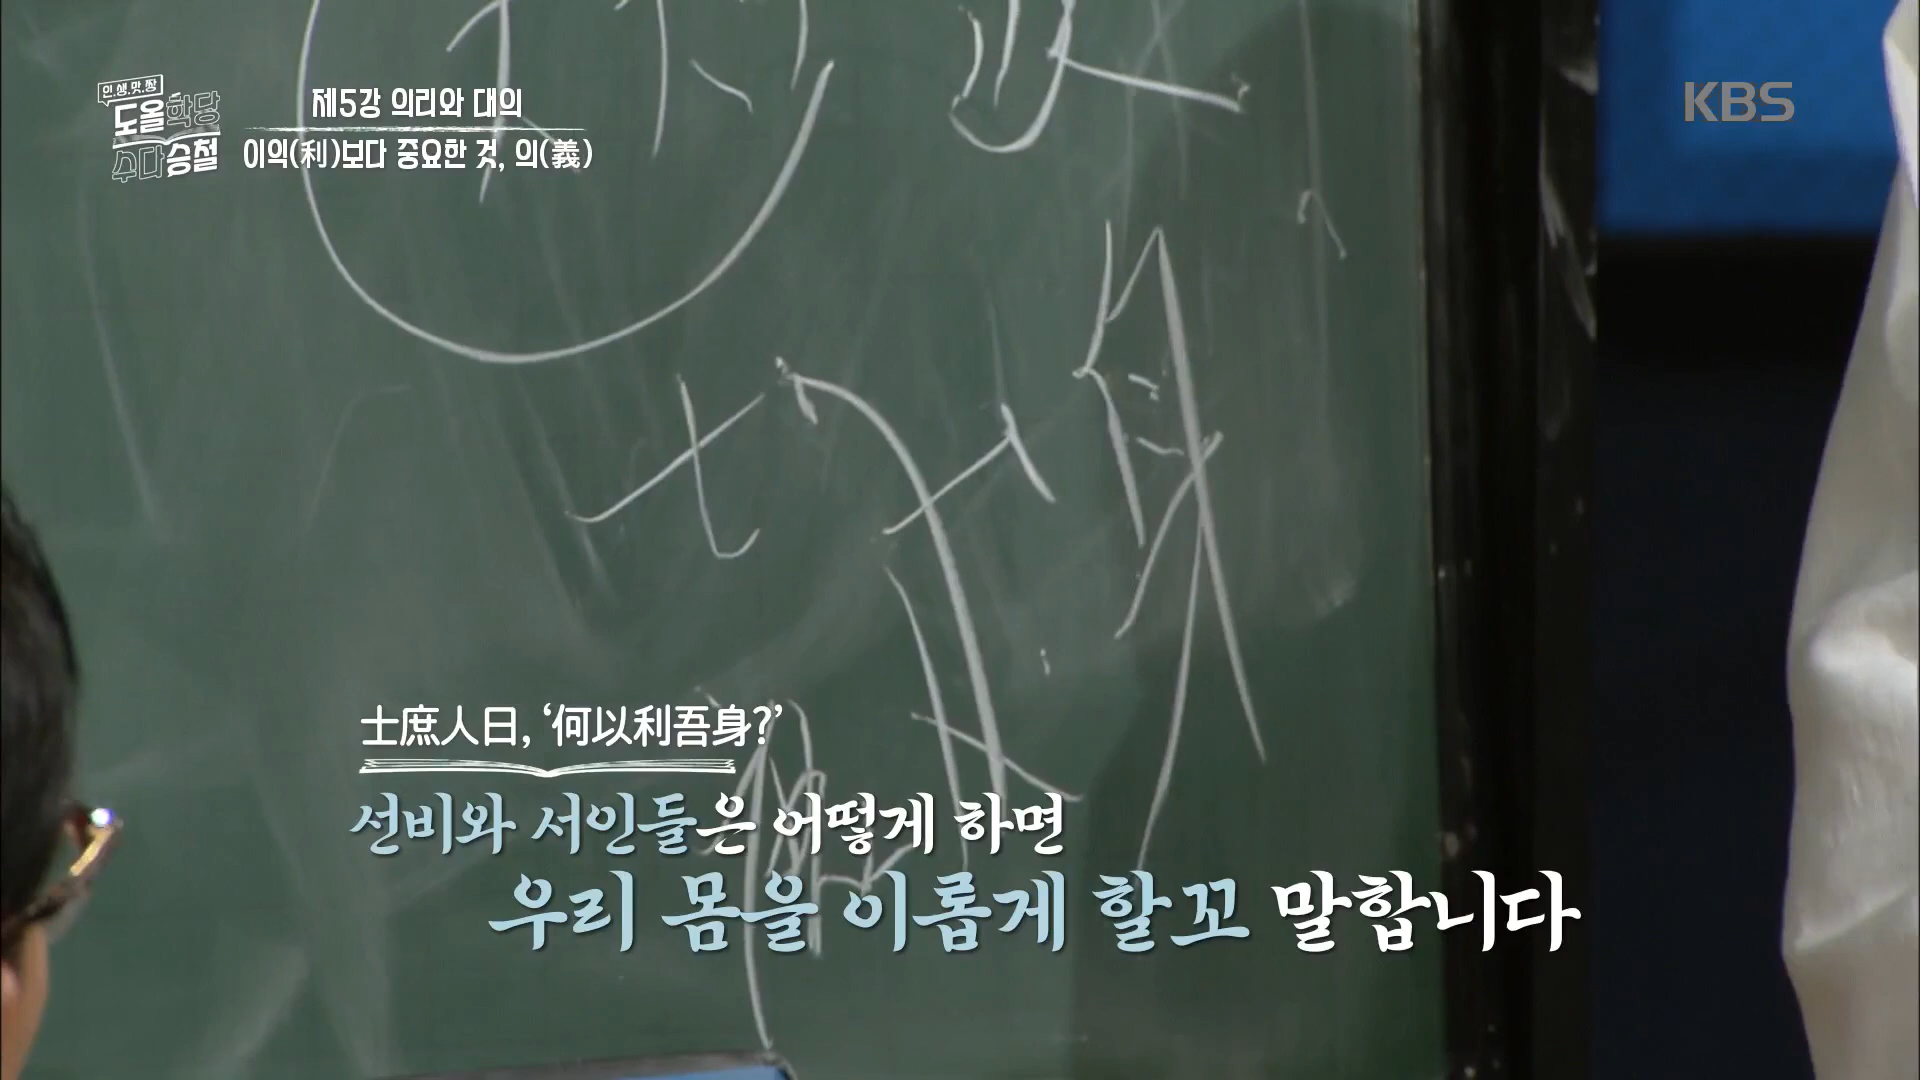 인.생.맛.짱
도올학당
수다승철
제5강 의리와 대의
이익(利)보다 중요한 것, 의(義)
KBS
身
士庶人曰, ‘何以利吾身?’
선비와 서인들은 어떻게 하면
우리 몸을 이롭게 할꼬 말합니다